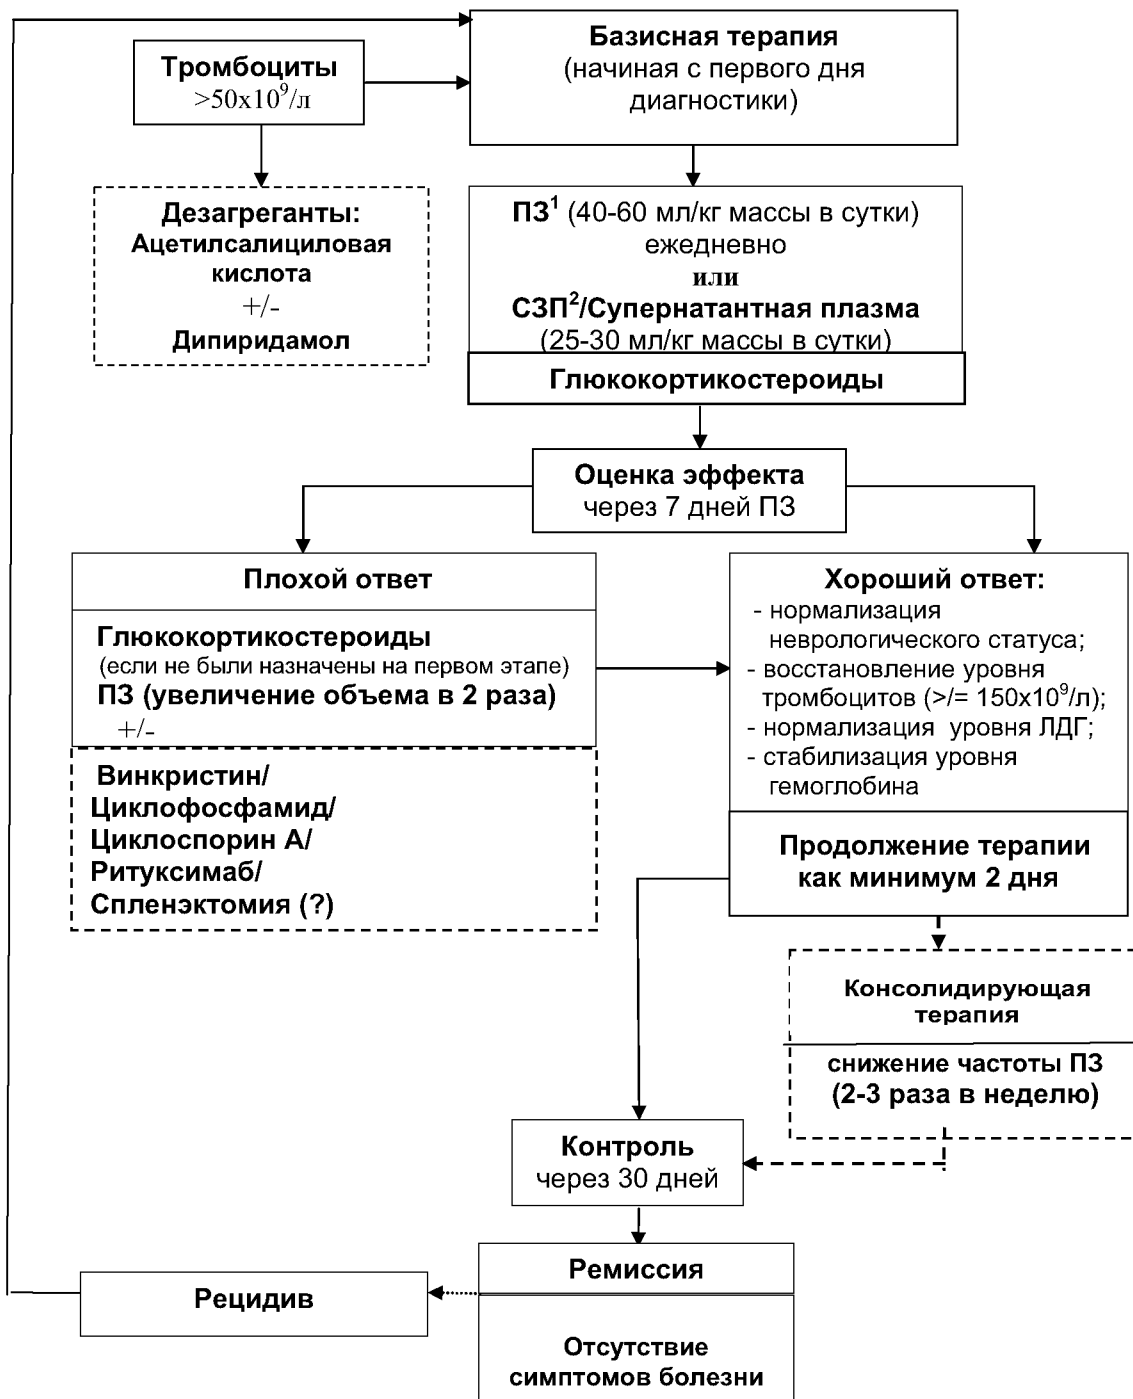 Базисная терапия
(начиная с первого дня
диагностики)
Тромбоциты
>50x10⁹/л
Дезагреганты:
Ацетилсалициловая
кислота
+/-
Дипиридамол
ПЗ¹ (40-60 мл/кг массы в сутки)
ежедневно
или
СЗП²/Супернатантная плазма
(25-30 мл/кг массы в сутки)
Глюкокортикостероиды
Оценка эффекта
через 7 дней ПЗ
Плохой ответ
Глюкокортикостероиды
(если не были назначены на первом этапе)
ПЗ (увеличение объема в 2 раза)
+/-
Винкристин/
Циклофосфамид/
Циклоспорин А/
Ритуксимаб/
Спленэктомия (?)
Хороший ответ:
- нормализация
неврологического статуса;
- восстановление уровня
тромбоцитов (>/= 150x10⁹/л);
- нормализация уровня ЛДГ;
- стабилизация уровня
гемоглобина
Продолжение терапии
как минимум 2 дня
Консолидирующая
терапия
снижение частоты ПЗ
(2-3 раза в неделю)
Контроль
через 30 дней
Ремиссия
Отсутствие
симптомов болезни
Рецидив